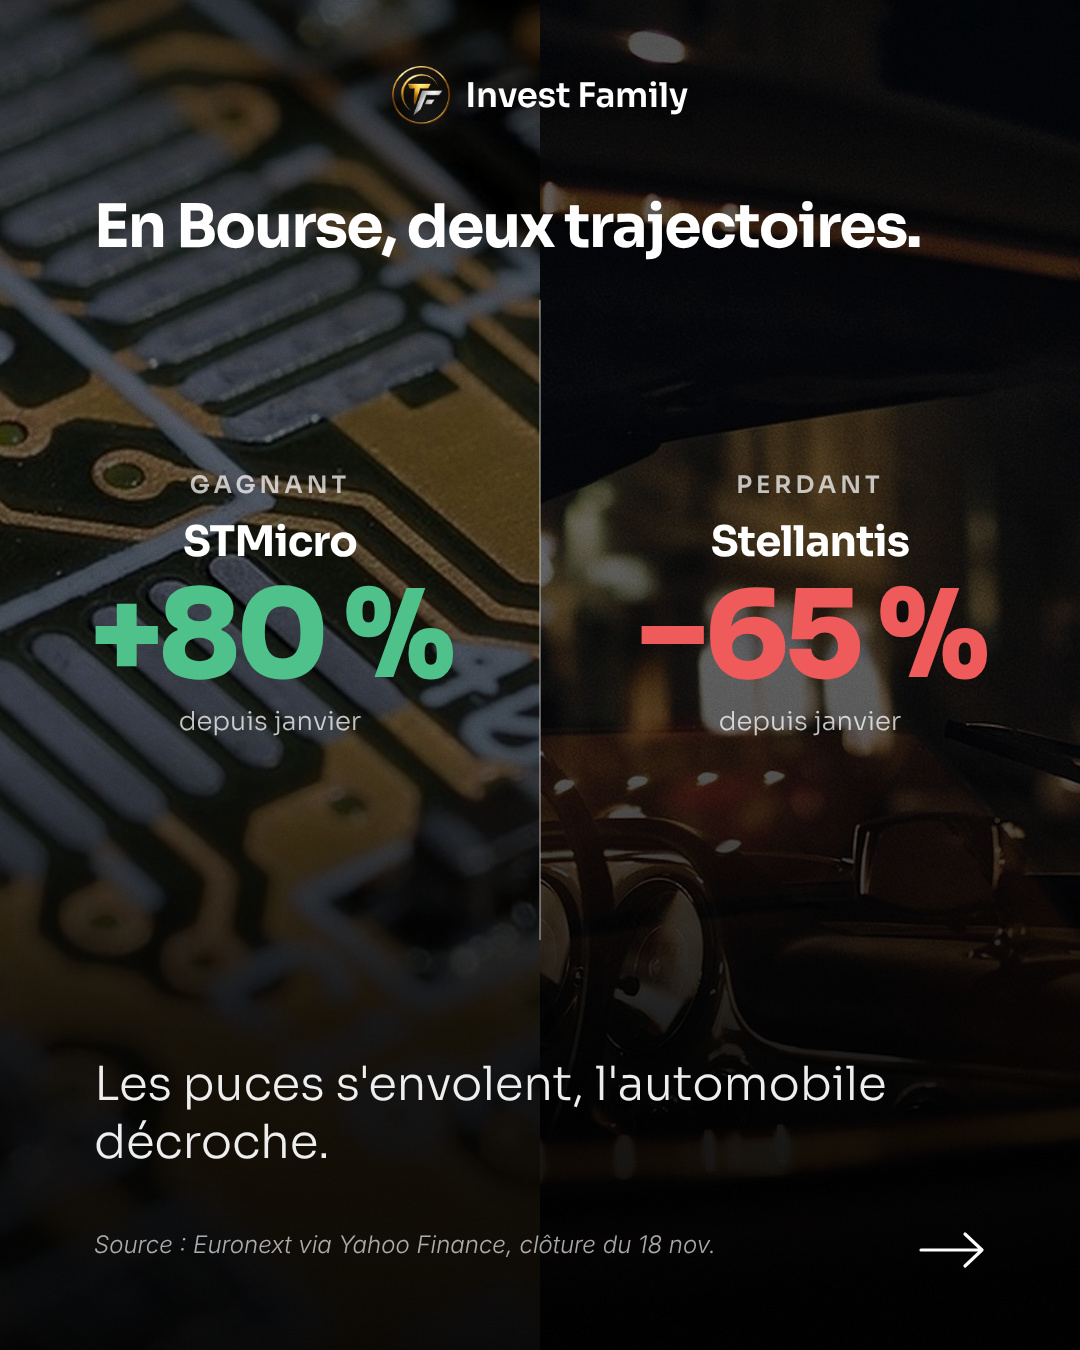 Invest Family
En Bourse, deux trajectoires.
GAGNANT
STMicro
+80 %
depuis janvier
PERDANT
Stellantis
−65 %
depuis janvier
Les puces s'envolent, l'automobile
décroche.
Source : Euronext via Yahoo Finance, clôture du 18 nov.